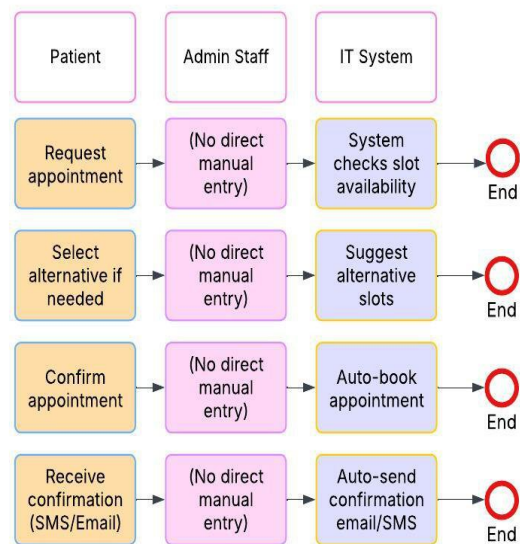 Patient
Admin Staff
IT System
Request
appointment
(No direct
manual
entry)
System
checks slot
availability
End
Select
alternative if
needed
(No direct
manual
entry)
Suggest
alternative
slots
End
Confirm
appointment
(No direct
manual
entry)
Auto-book
appointment
End
Receive
confirmation
(SMS/Email)
(No direct
manual
entry)
Auto-send
confirmation
email/SMS
End